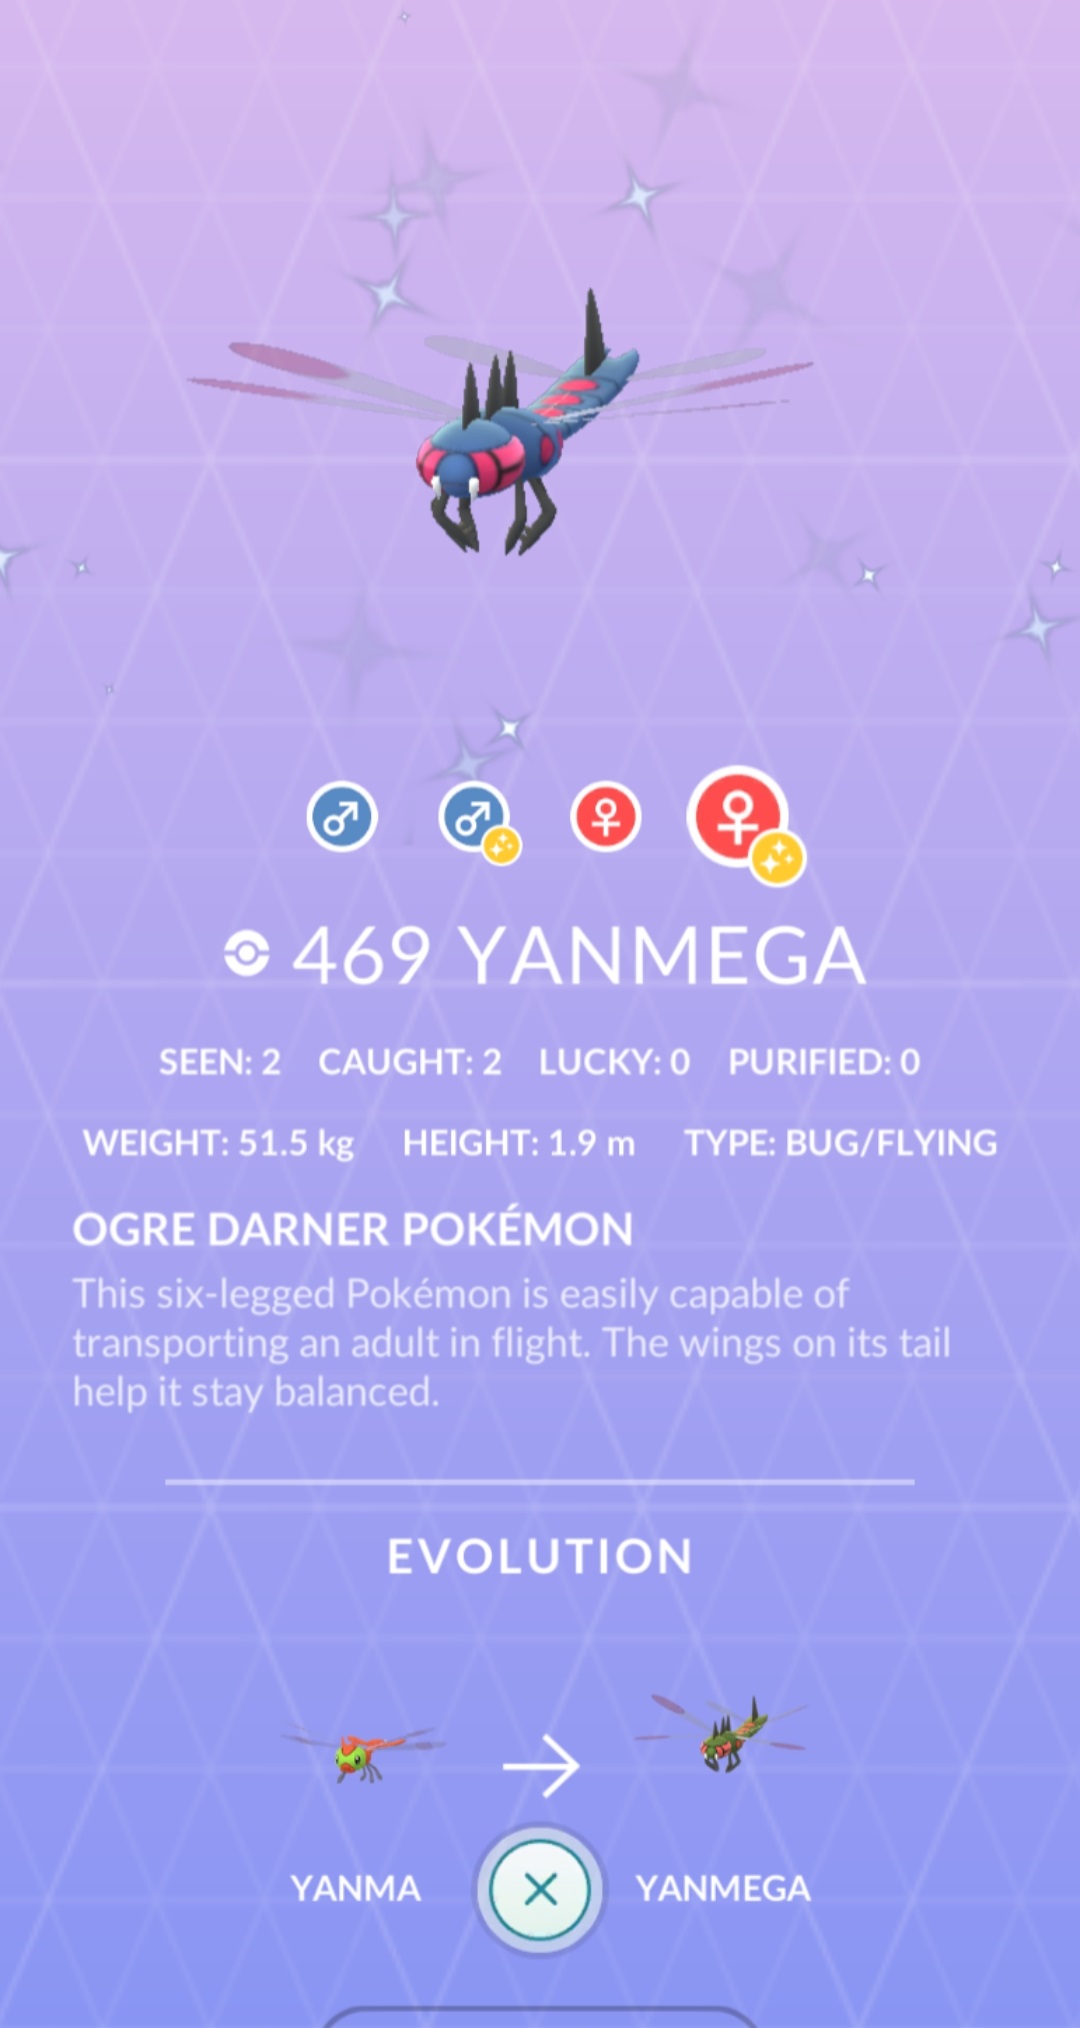 469 YANMEGA
SEEN: 2 CAUGHT: 2 LUCKY: 0 PURIFIED: 0
WEIGHT: 51.5 kg HEIGHT: 1.9 m TYPE: BUG/FLYING
OGRE DARNER POKÉMON
This six-legged Pokémon is easily capable of
transporting an adult in flight. The wings on its tail
help it stay balanced.
EVOLUTION
YANMA YANMEGA